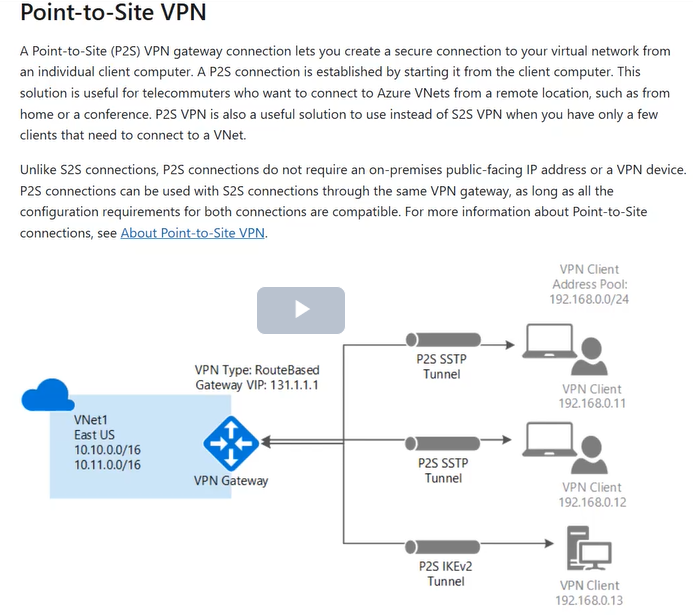 Point-to-Site VPN
A Point-to-Site (P2S) VPN gateway connection lets you create a secure connection to your virtual network from
an individual client computer. A P2S connection is established by starting it from the client computer. This
solution is useful for telecommuters who want to connect to Azure VNets from a remote location, such as from
home or a conference. P2S VPN is also a useful solution to use instead of S2S VPN when you have only a few
clients that need to connect to a VNet.
Unlike S2S connections, P2S connections do not require an on-premises public-facing IP address or a VPN device.
P2S connections can be used with S2S connections through the same VPN gateway, as long as all the
configuration requirements for both connections are compatible. For more information about Point-to-Site
connections, see About Point-to-Site VPN.
VPN Client
Address Pool:
192.168.0.0/24
P2S SSTP
Tunnel
VPN Type: RouteBased
Gateway VIP: 131.1.1.1
VPN Client
192.168.0.11
VNet1
East US
10.10.0.0/16
10.11.0.0/16
VPN Gateway
P2S SSTP
Tunnel
VPN Client
192.168.0.12
P2S IKEv2
Tunnel
VPN Client
192.168.0.13